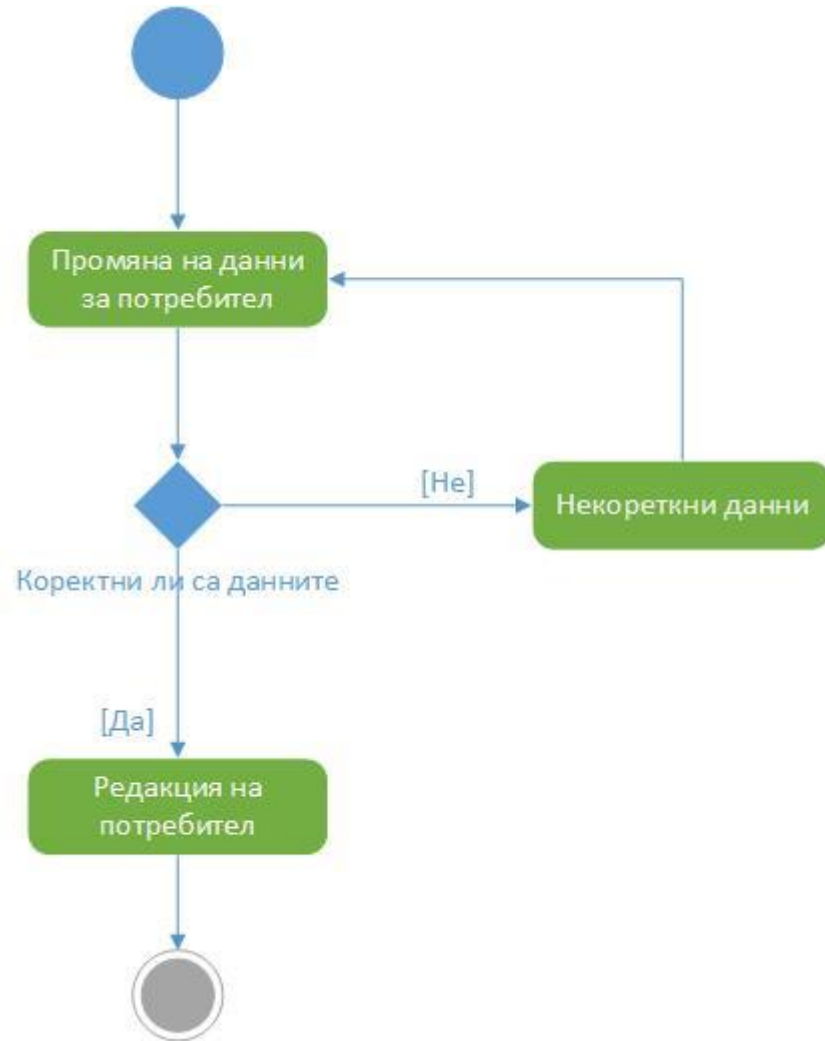 Промяна на данни
за потребител
[Не]
Некореткни данни
Коректни ли са данните
[Да]
Редакция на
потребител